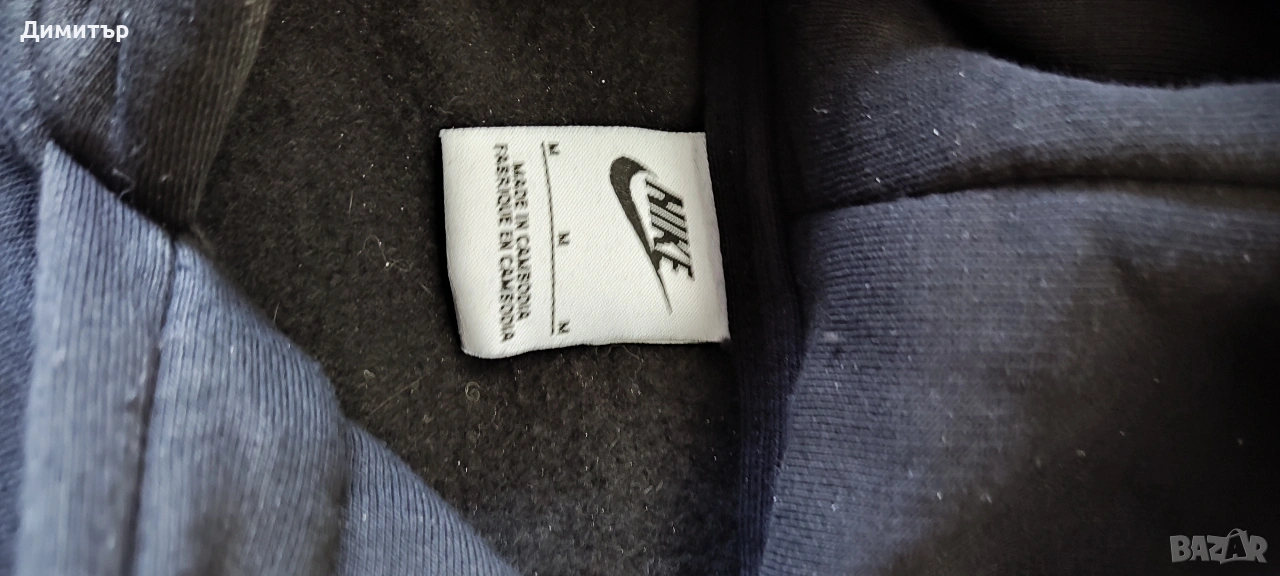 Димитър
NIKE
M M M
MADE IN CAMBODIA
FABRIQUE EN CAMBODIA
BAZAR